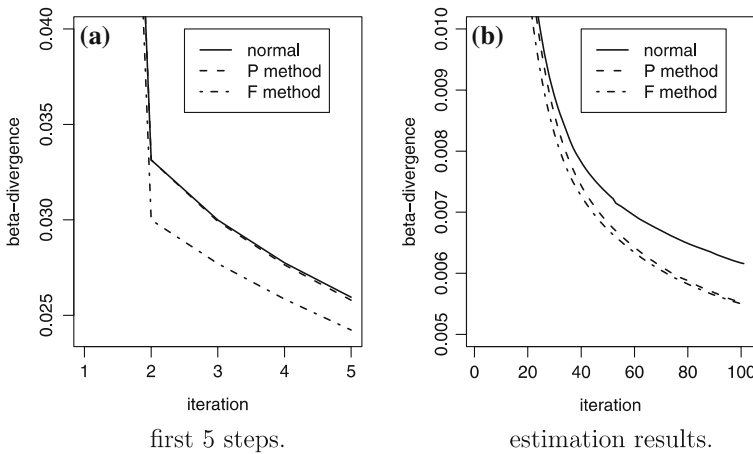 (a)
normal
P method
F method
beta-divergence
0.040
0.035
0.030
0.025
1 2 3 4 5
iteration
first 5 steps.
(b)
normal
P method
F method
beta-divergence
0.010
0.009
0.008
0.007
0.006
0.005
0 20 40 60 80 100
iteration
estimation results.